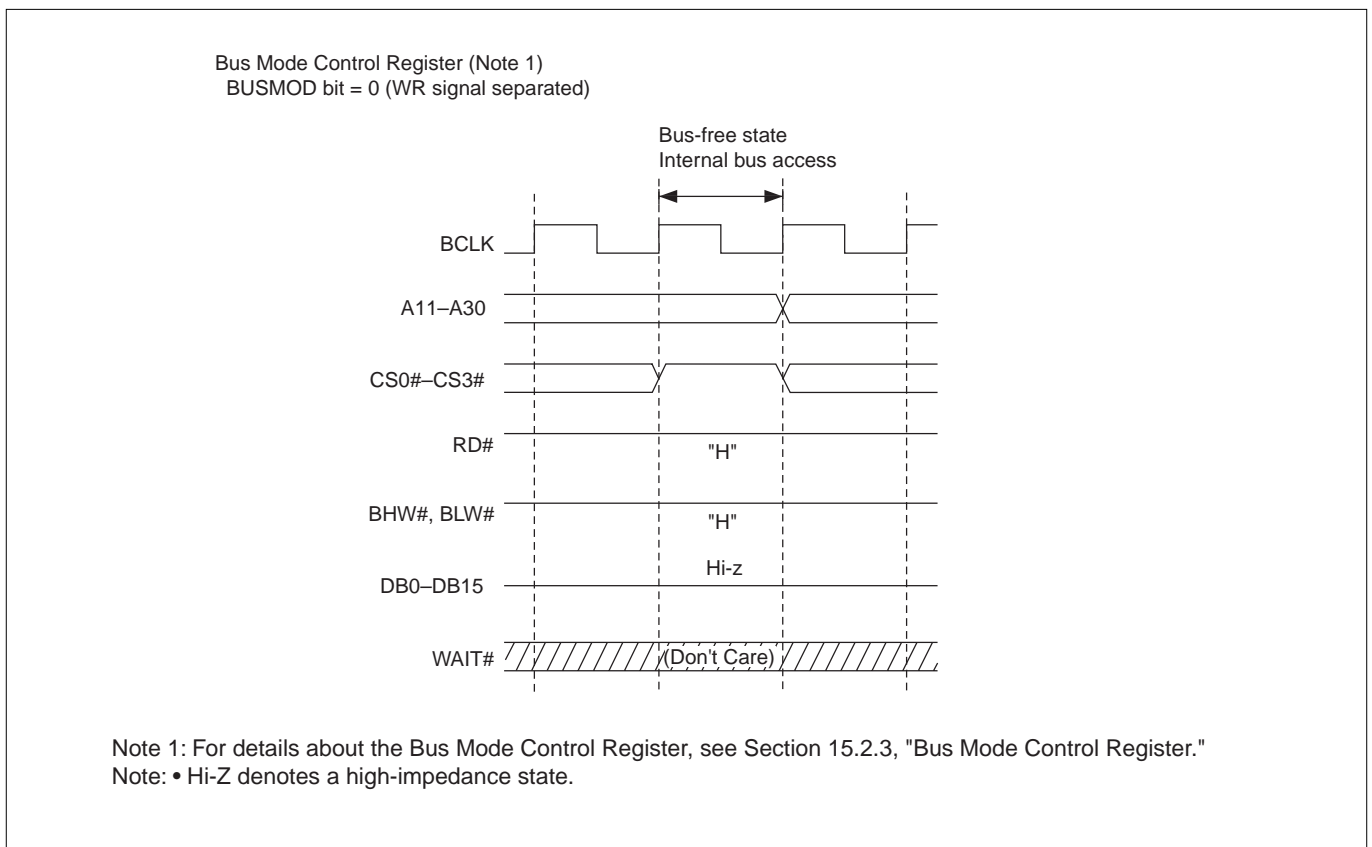 Bus Mode Control Register (Note 1)
BUSMOD bit = 0 (WR signal separated)
Bus-free state
Internal bus access
BCLK
A11–A30
CS0#–CS3#
RD#
"H"
BHW#, BLW#
"H"
Hi-z
DB0–DB15
WAIT#
(Don't Care)
Note 1: For details about the Bus Mode Control Register, see Section 15.2.3, "Bus Mode Control Register."
Note: • Hi-Z denotes a high-impedance state.